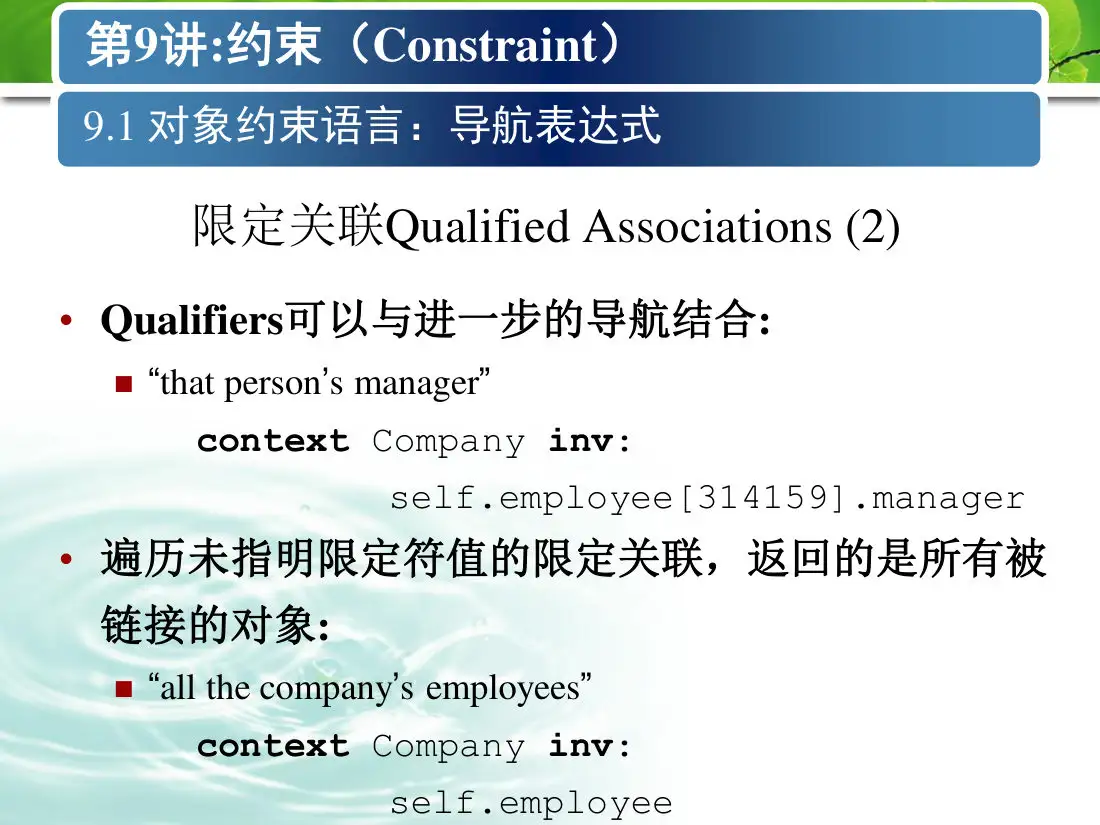 第9讲:约束（Constraint）
9.1 对象约束语言：导航表达式
限定关联Qualified Associations (2)
• Qualifiers可以与进一步的导航结合:
■ “that person’s manager”
context Company inv:
self.employee[314159].manager
• 遍历未指明限定符值的限定关联，返回的是所有被
链接的对象:
■ “all the company’s employees”
context Company inv:
self.employee